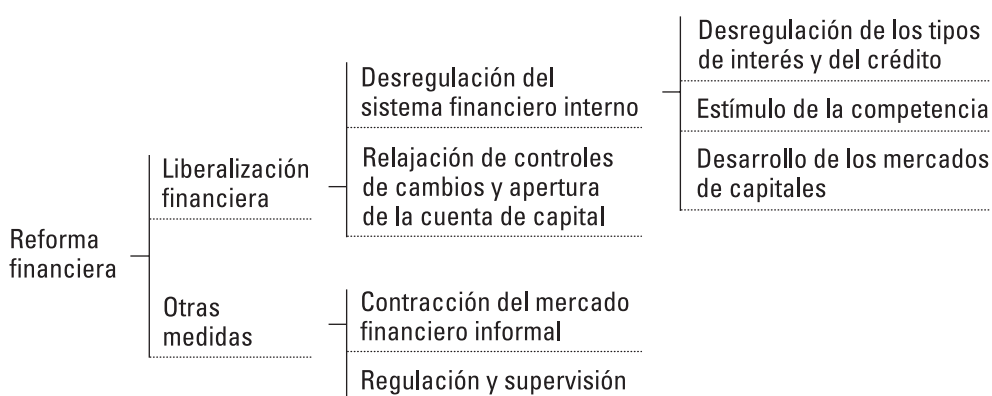 Reforma
financiera
Liberalización
financiera
Desregulación del
sistema financiero interno
Desregulación de los tipos
de interés y del crédito
Estímulo de la competencia
Desarrollo de los mercados
de capitales
Relajación de controles
de cambios y apertura
de la cuenta de capital
Otras
medidas
Contracción del mercado
financiero informal
Regulación y supervisión